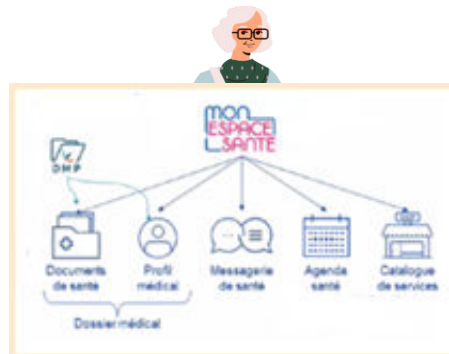 mon
ESPACE
SANTÉ
DMP
Documents
de santé
Profil
médical
Messagerie
de santé
Agenda
santé
Catalogue
de services
Dossier médical